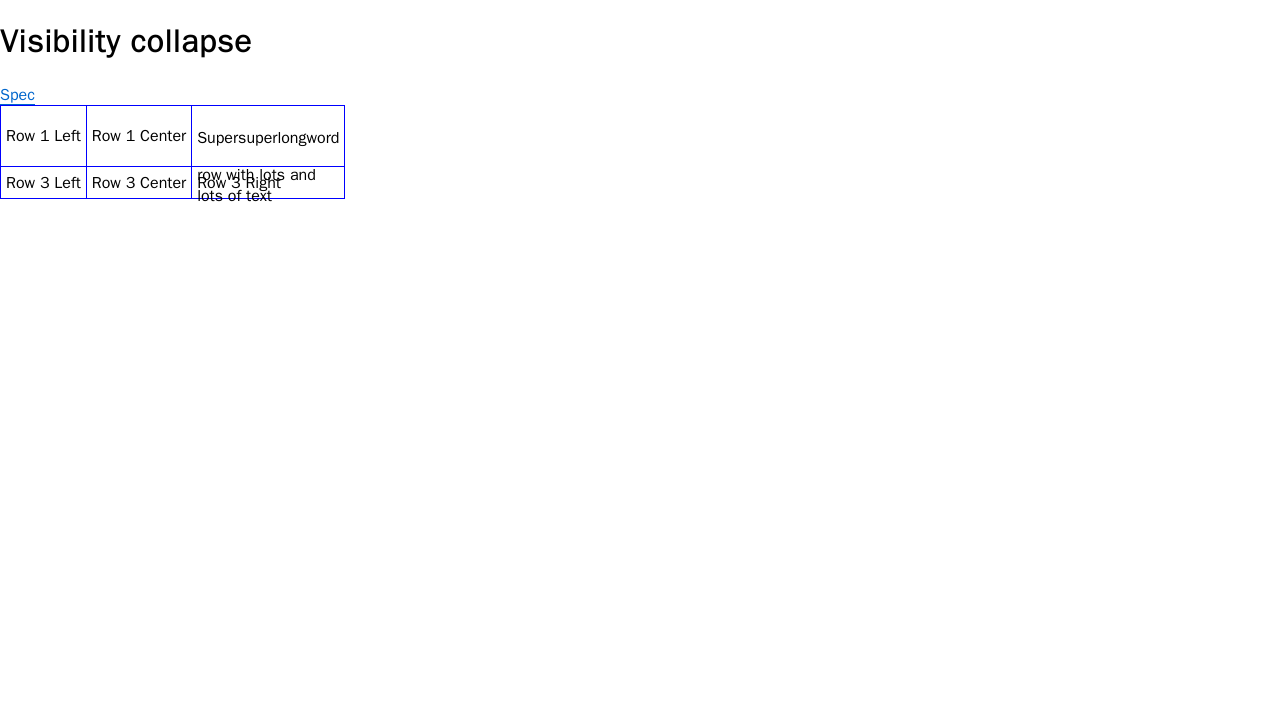 Visibility collapse
Spec
Row 1 Left Row 1 Center Supersuperlongword
row with lots and
Row 3 Left Row 3 Center Row 3 Right
lots of text